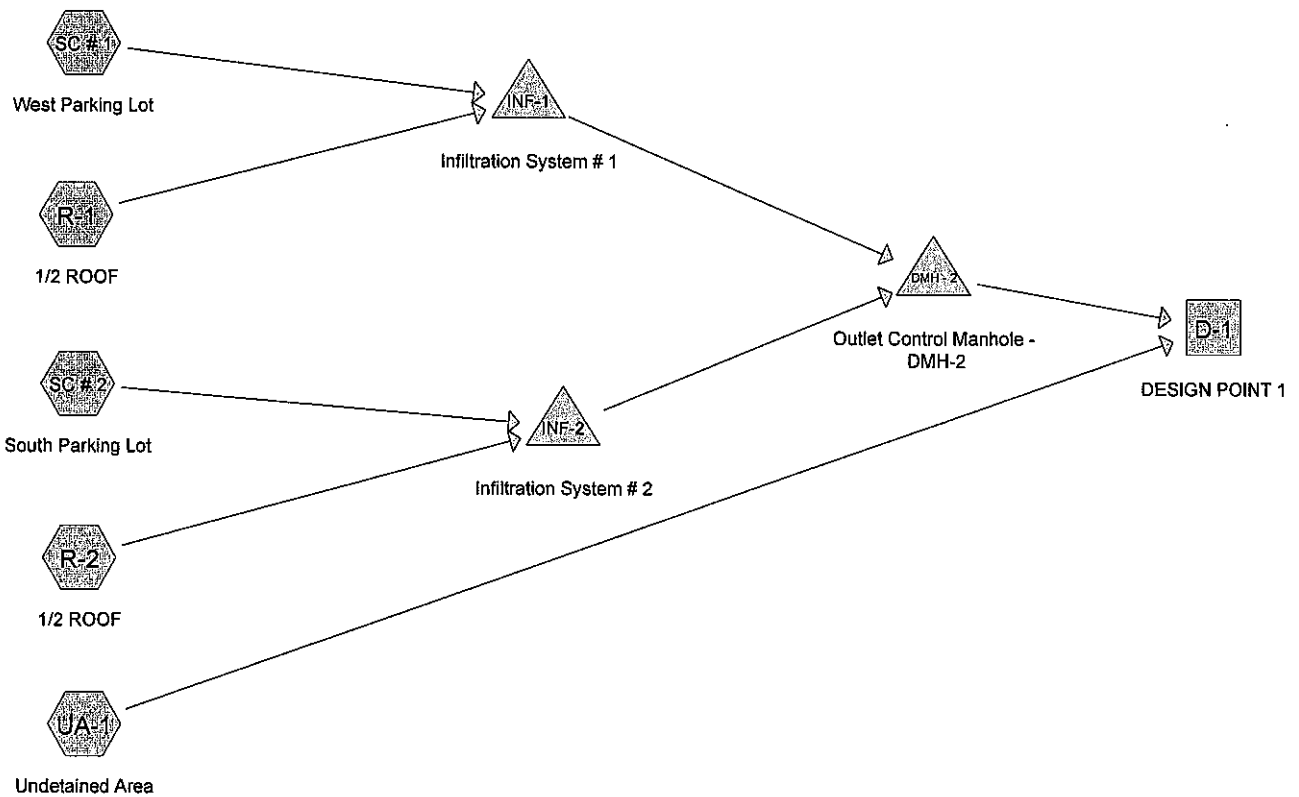 SC # 1
West Parking Lot
INF-1
Infiltration System # 1
R-1
1/2 ROOF
DMH - 2
Outlet Control Manhole -
DMH-2
D-1
DESIGN POINT 1
SC # 2
South Parking Lot
INF-2
Infiltration System # 2
R-2
1/2 ROOF
UA-1
Undetained Area